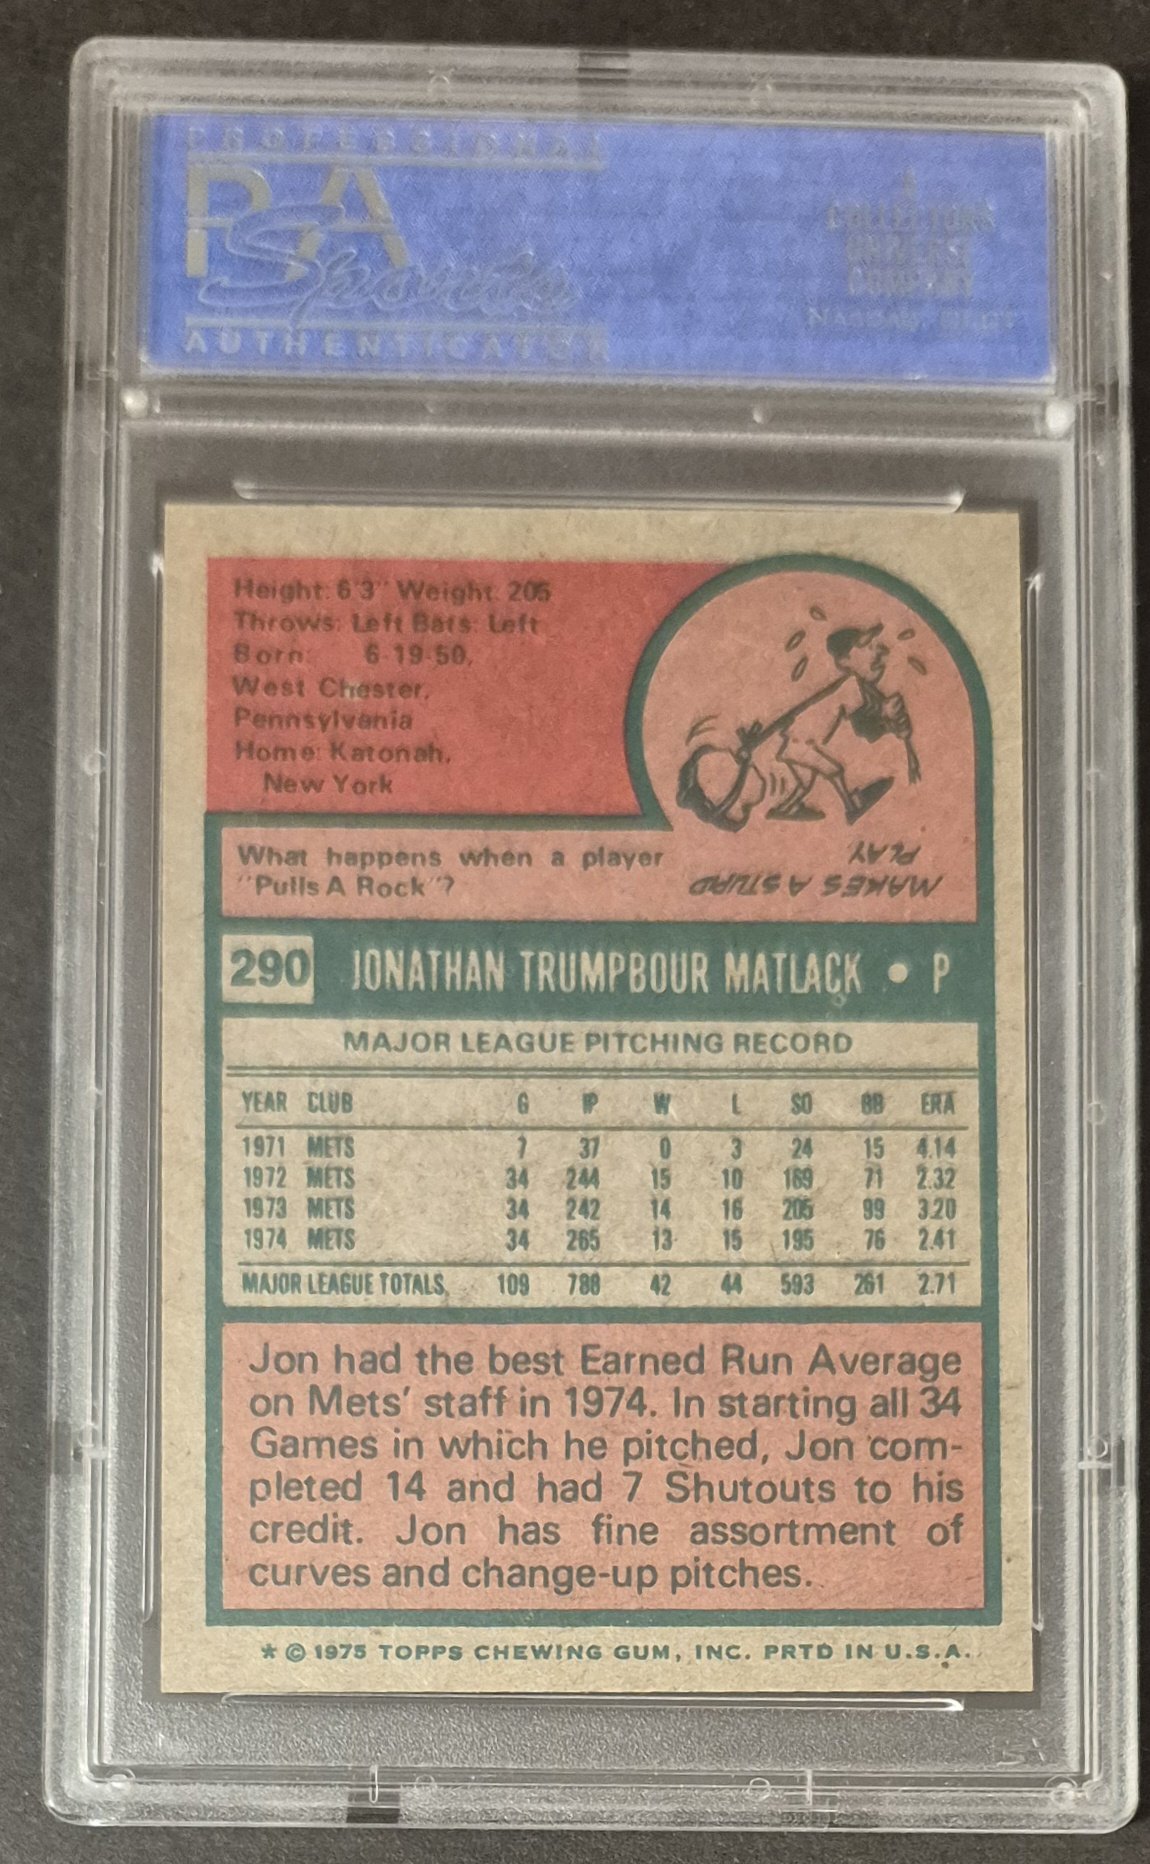 PROFESSIONAL
PSA
Sports
AUTHENTICATOR
A
COLLECTORS
UNIVERSE
COMPANY
NASDAQ: CLCT
Height: 6'3" Weight: 205
Throws: Left Bats: Left
Born: 6-19-50,
West Chester,
Pennsylvania
Home: Katonah,
New York
What happens when a player
"Pulls A Rock"?
MAKES A STUPID
PLAY.
290 JONATHAN TRUMPBOUR MATLACK • P
MAJOR LEAGUE PITCHING RECORD
YEAR CLUB G IP W L SO BB ERA
1971 METS 7 37 0 3 24 15 4.14
1972 METS 34 244 15 10 169 71 2.32
1973 METS 34 242 14 16 205 99 3.20
1974 METS 34 265 13 15 195 76 2.41
MAJOR LEAGUE TOTALS 109 788 42 44 593 261 2.71
Jon had the best Earned Run Average
on Mets' staff in 1974. In starting all 34
Games in which he pitched, Jon com-
pleted 14 and had 7 Shutouts to his
credit. Jon has fine assortment of
curves and change-up pitches.
* © 1975 TOPPS CHEWING GUM, INC. PRTD IN U.S.A.